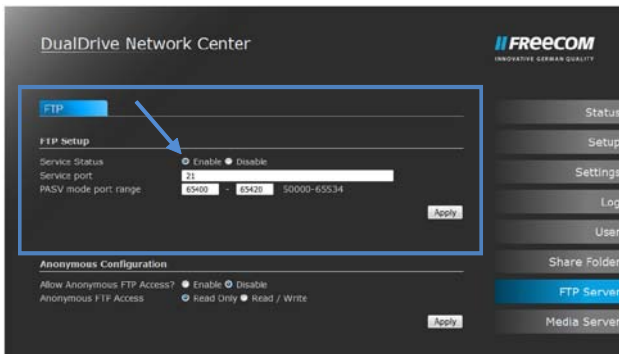 DualDrive Network Center
FREECOM
INNOVATIVE GERMAN QUALITY
FTP
FTP Setup
Service Status Enable Disable
Service port 21
PASV mode port range 65400 - 65420 50000-65534
Apply
Anonymous Configuration
Allow Anonymous FTP Access? Enable Disable
Anonymous FTP Access Read Only Read / Write
Apply
Status
Setup
Settings
Log
User
Share Folder
FTP Server
Media Server